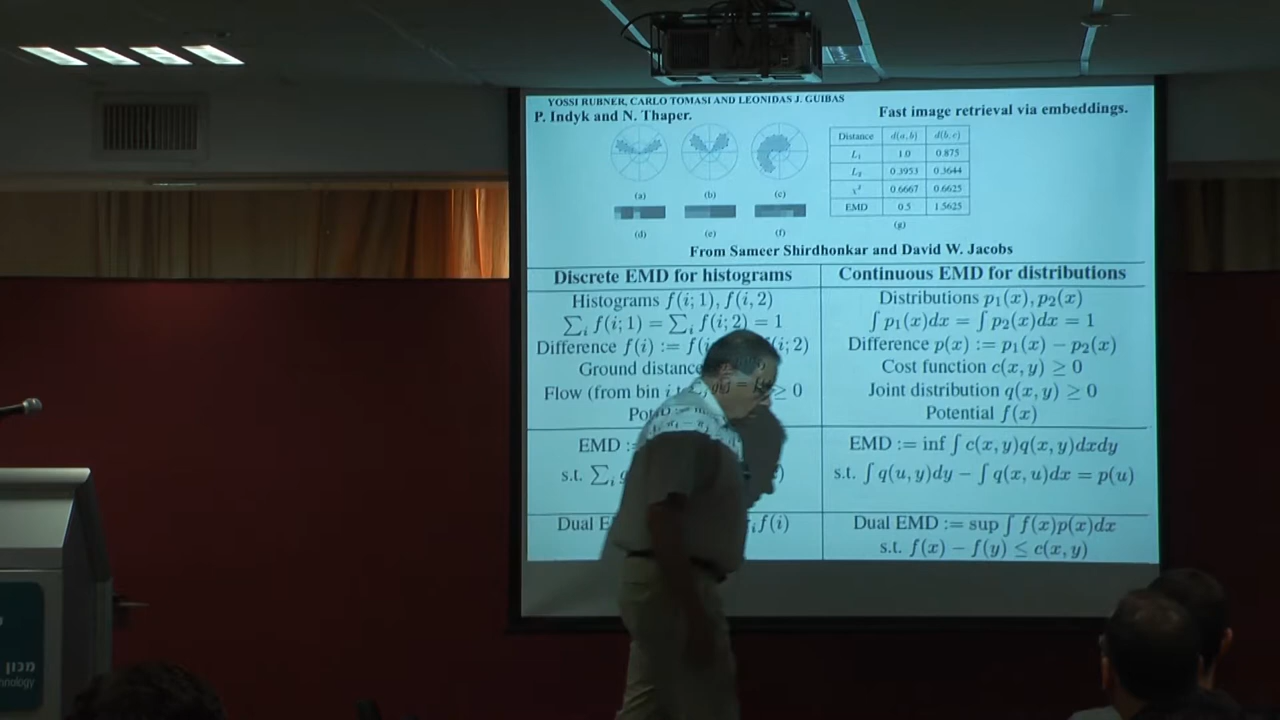 YOSSI RUBNER, CARLO TOMASI AND LEONIDAS J. GUIBAS
P. Indyk and N. Thaper.
Fast image retrieval via embeddings.
(a) (b) (c)
(d) (e) (f)
Distance d(a,b) d(b,c)
L₁ 1.0 0.875
L₂ 0.3953 0.3644
χ² 0.6667 0.6625
EMD 0.5 1.5625
(g)
From Sameer Shirdhonkar and David W. Jacobs
Discrete EMD for histograms
Histograms f(i; 1), f(i, 2)
∑ᵢ f(i; 1) = ∑ᵢ f(i; 2) = 1
Difference f(i) := f(i; 2)
Ground distance
Flow (from bin i ≥ 0
EMD :
s.t. ∑ᵢ
Dual f(i)
Continuous EMD for distributions
Distributions p₁(x), p₂(x)
∫ p₁(x)dx = ∫ p₂(x)dx = 1
Difference p(x) := p₁(x) − p₂(x)
Cost function c(x, y) ≥ 0
Joint distribution q(x, y) ≥ 0
Potential f(x)
EMD := inf ∫ c(x, y)q(x, y)dxdy
s.t. ∫ q(u, y)dy − ∫ q(x, u)dx = p(u)
Dual EMD := sup ∫ f(x)p(x)dx
s.t. f(x) − f(y) ≤ c(x, y)
מכון